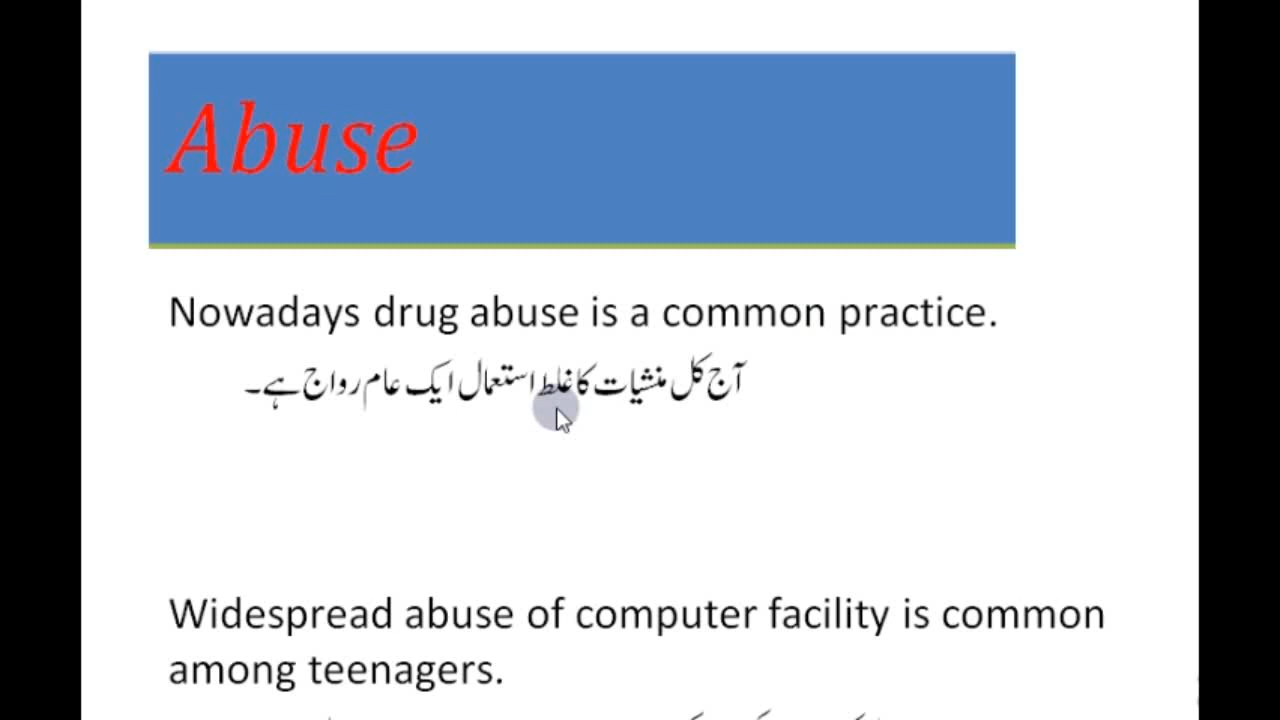 Abuse
Nowadays drug abuse is a common practice.
آج کل منشیات کا غلط استعمال ایک عام رواج ہے۔
Widespread abuse of computer facility is common
among teenagers.